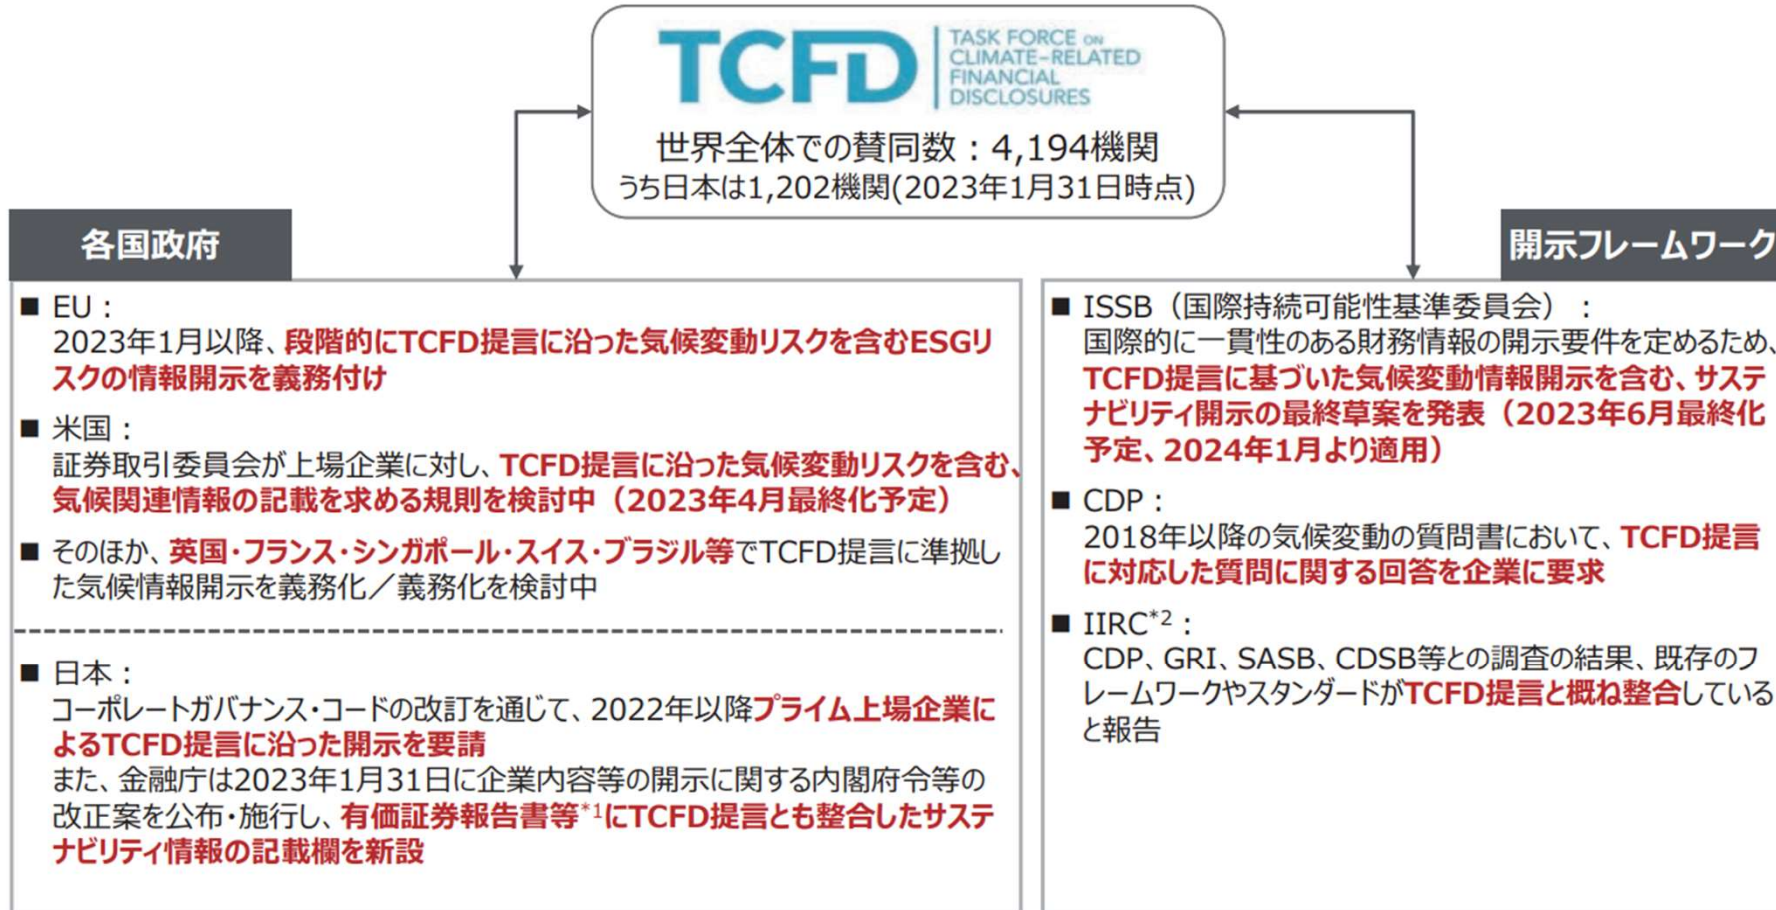 TCFD
TASK FORCE ON
CLIMATE-RELATED
FINANCIAL
DISCLOSURES
世界全体での賛同数：4,194機関
うち日本は1,202機関(2023年1月31日時点)
各国政府
■ EU：
2023年1月以降、段階的にTCFD提言に沿った気候変動リスクを含むESGリ
スクの情報開示を義務付け
■ 米国：
証券取引委員会が上場企業に対し、TCFD提言に沿った気候変動リスクを含む、
気候関連情報の記載を求める規則を検討中（2023年4月最終化予定）
■ そのほか、英国・フランス・シンガポール・スイス・ブラジル等でTCFD提言に準拠し
た気候情報開示を義務化／義務化を検討中
■ 日本：
コーポレートガバナンス・コードの改訂を通じて、2022年以降プライム上場企業に
よるTCFD提言に沿った開示を要請
また、金融庁は2023年1月31日に企業内容等の開示に関する内閣府令等の
改正案を公布・施行し、有価証券報告書等*1にTCFD提言とも整合したサステ
ナビリティ情報の記載欄を新設
開示フレームワーク
■ ISSB（国際持続可能性基準委員会）：
国際的に一貫性のある財務情報の開示要件を定めるため、
TCFD提言に基づいた気候変動情報開示を含む、サステ
ナビリティ開示の最終草案を発表（2023年6月最終化
予定、2024年1月より適用）
■ CDP：
2018年以降の気候変動の質問書において、TCFD提言
に対応した質問に関する回答を企業に要求
■ IIRC*2：
CDP、GRI、SASB、CDSB等との調査の結果、既存のフ
レームワークやスタンダードがTCFD提言と概ね整合している
と報告